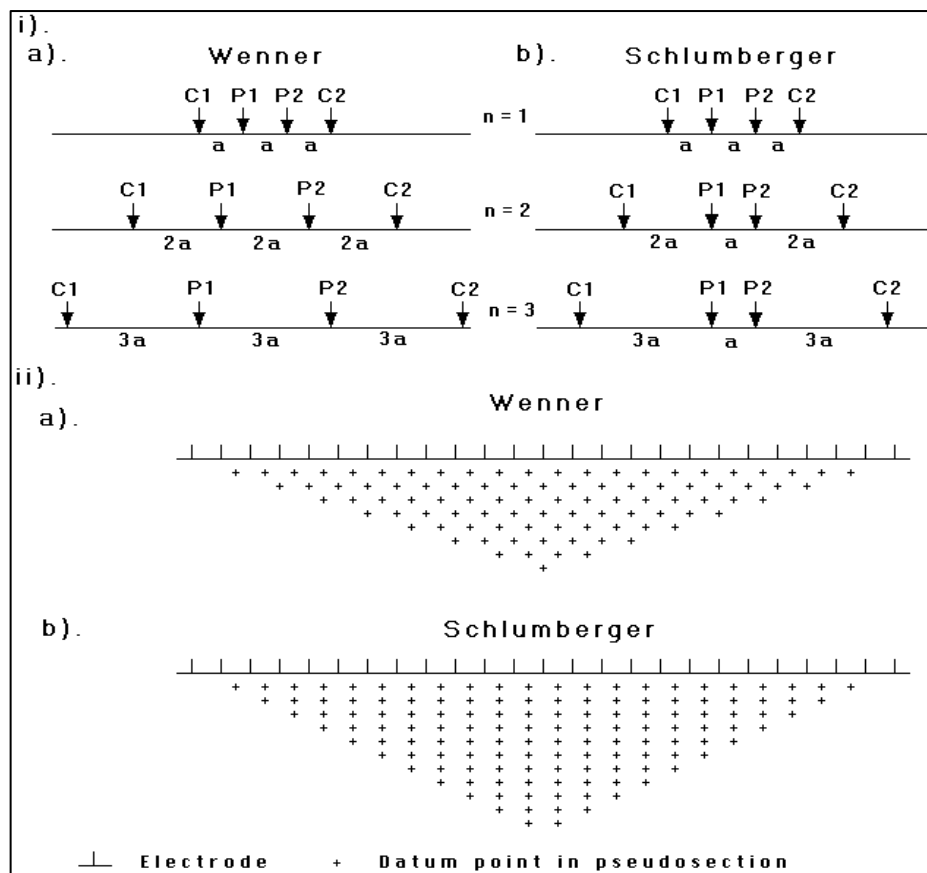 i).
a). Wenner b). Schlumberger
C1 P1 P2 C2 C1 P1 P2 C2
n = 1
a a a a a a
C1 P1 P2 C2 C1 P1 P2 C2
n = 2
2a 2a 2a 2a a 2a
C1 P1 P2 C2 C1 P1 P2 C2
n = 3
3a 3a 3a 3a a 3a
ii).
Wenner
a).
b). Schlumberger
Electrode + Datum point in pseudosection